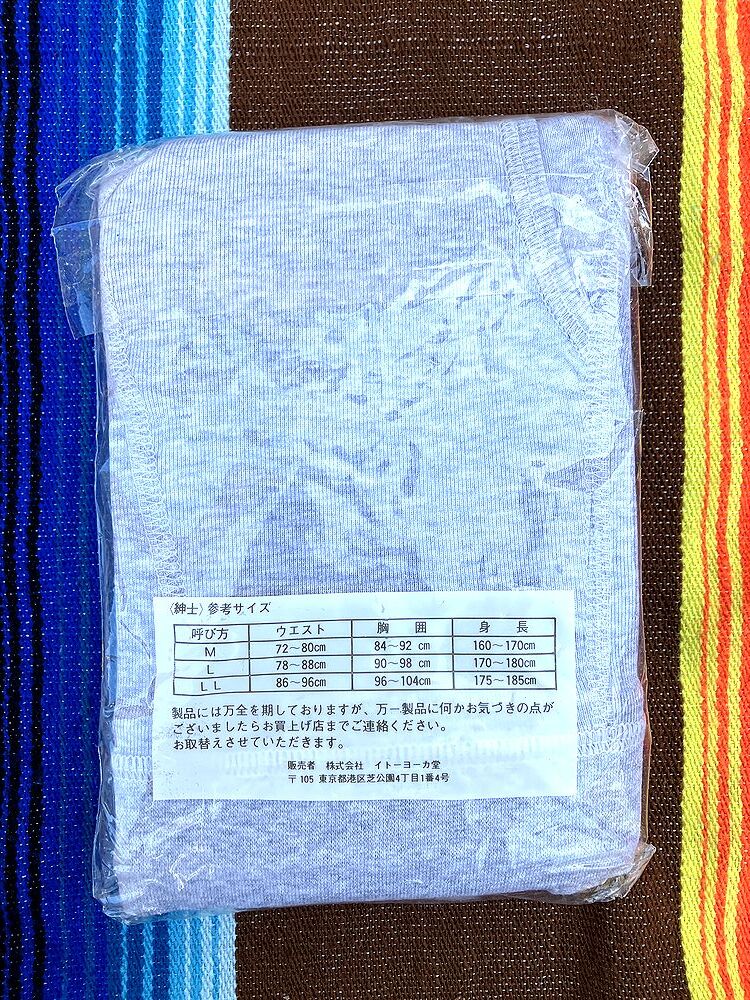 〈紳士〉参考サイズ
呼び方 ウエスト 胸 囲 身 長
M 72〜80cm 84〜92 cm 160〜170cm
L 78〜88cm 90〜98 cm 170〜180cm
LL 86〜96cm 96〜104cm 175〜185cm
製品には万全を期しておりますが、万一製品に何かお気づきの点が
ございましたらお買上げ店までご連絡ください。
お取替えさせていただきます。
販売者 株式会社 イトーヨーカ堂
〒105 東京都港区芝公園4丁目1番4号